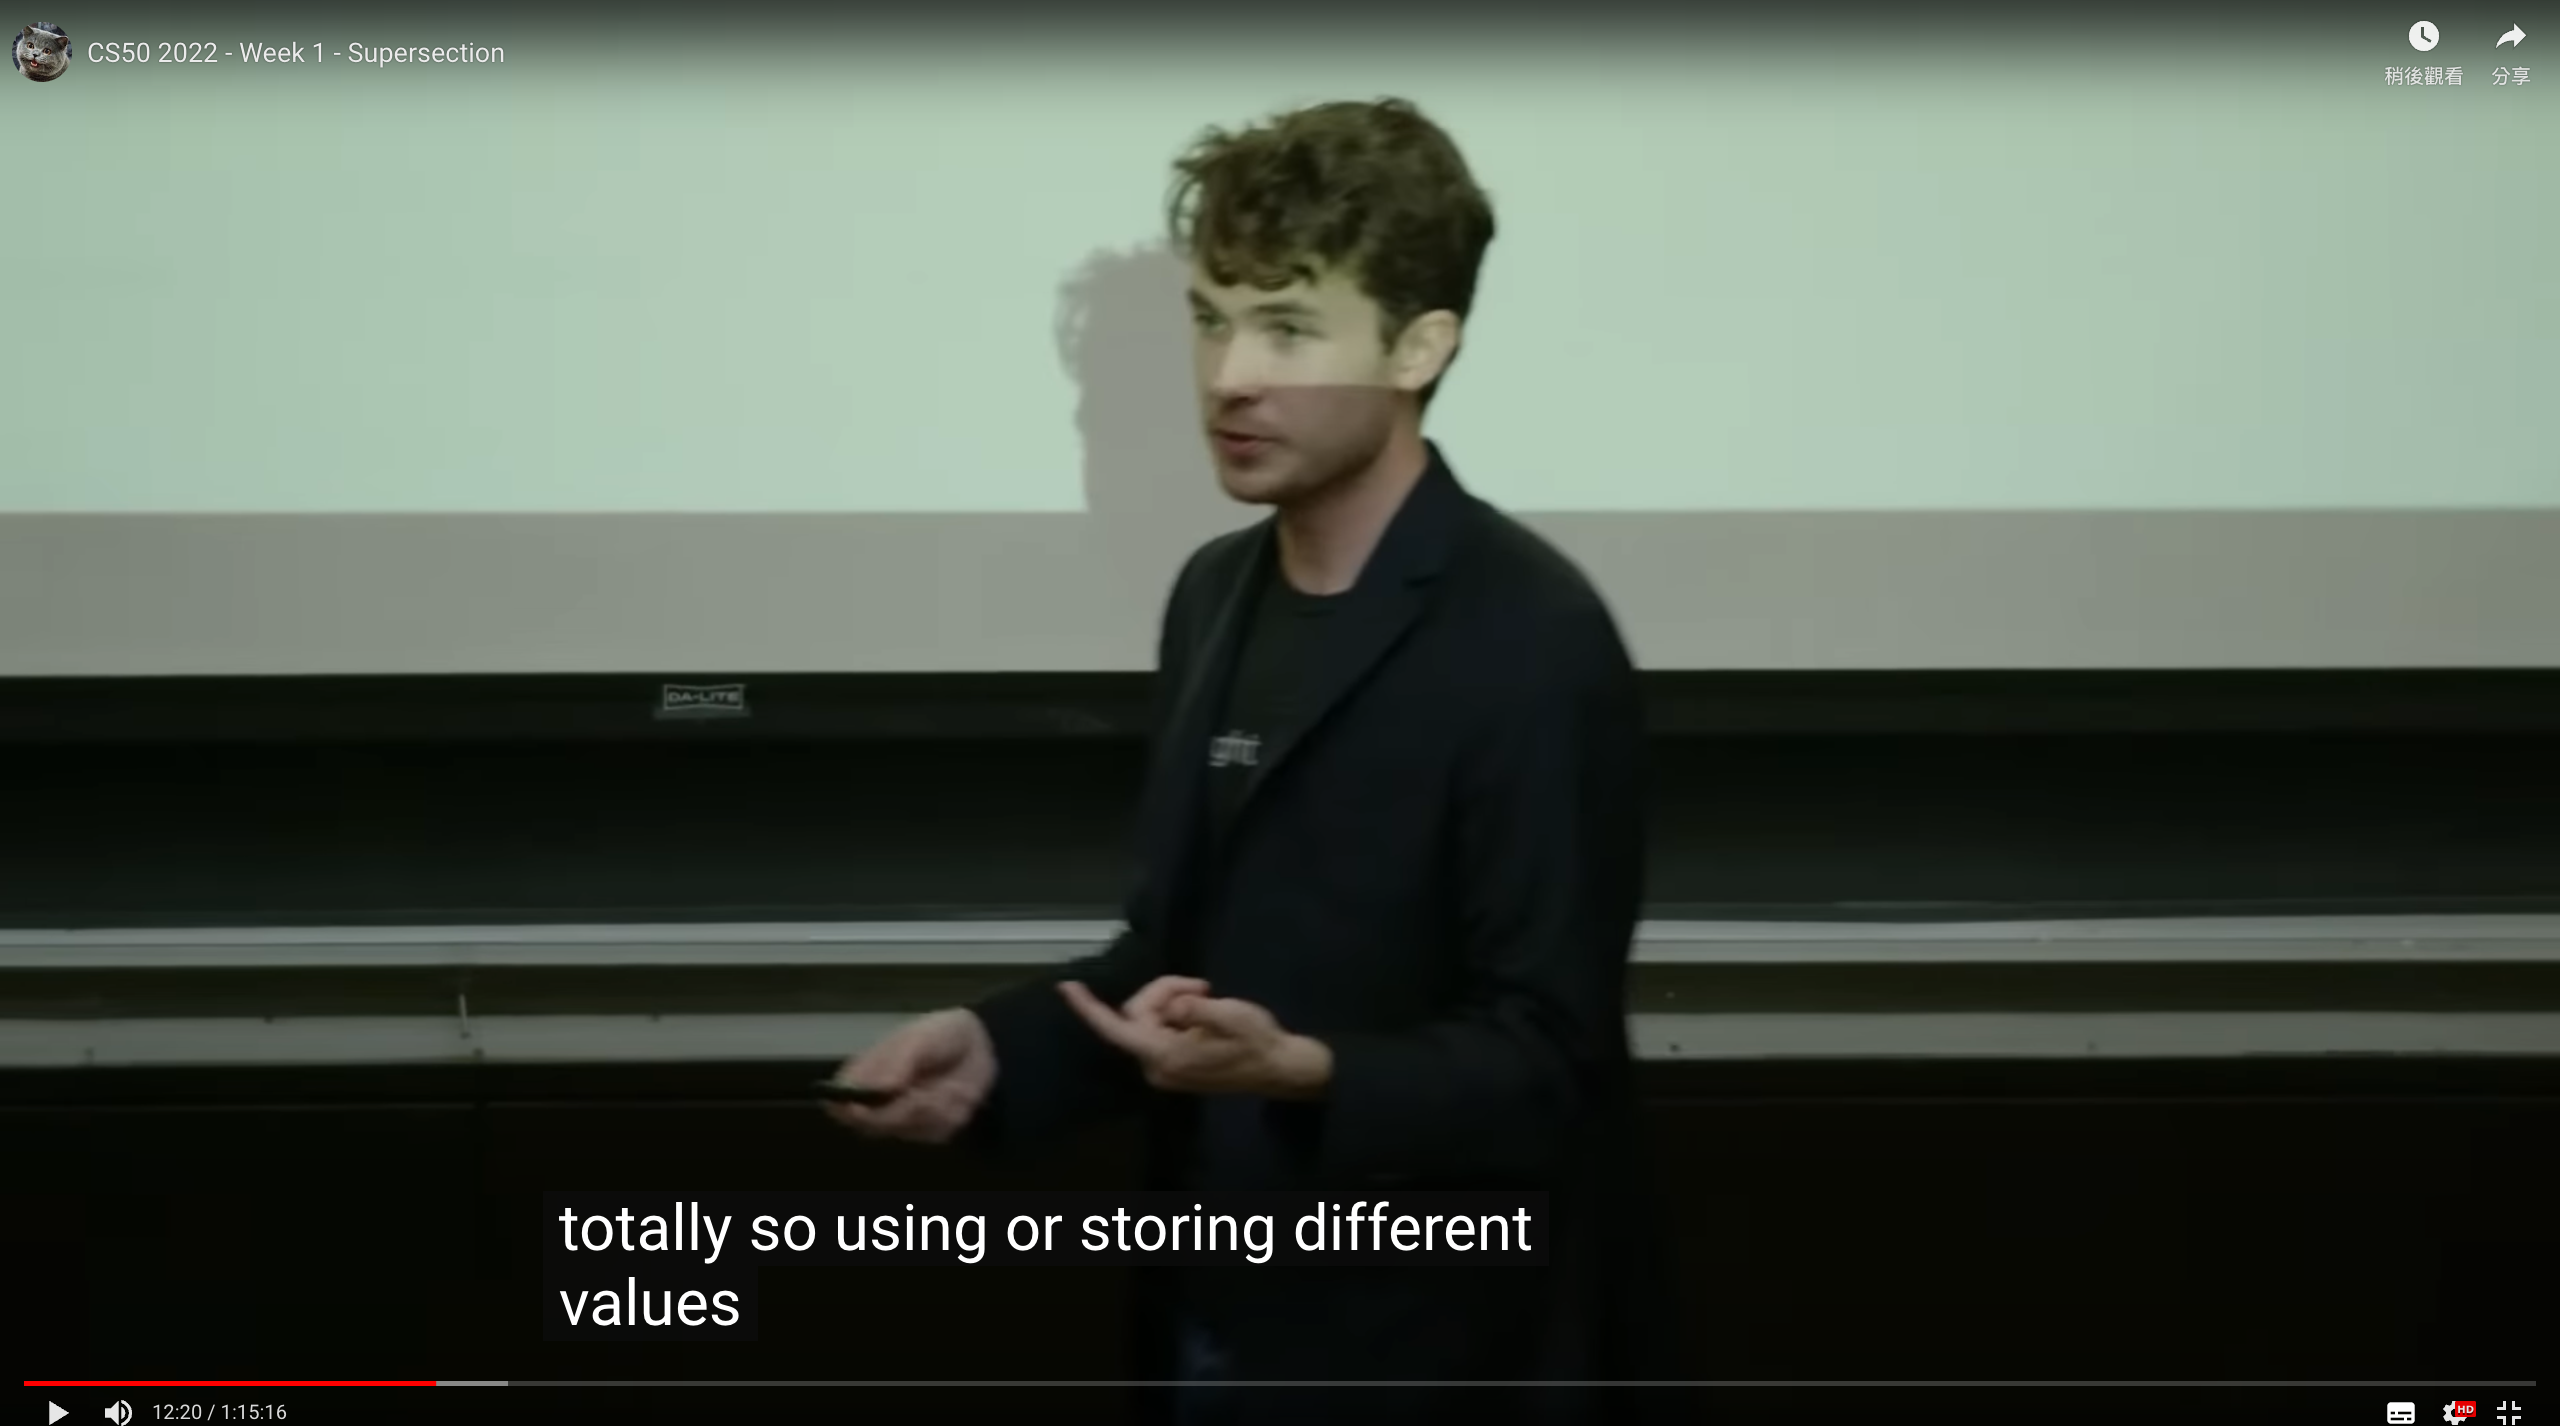 CS50 2022 - Week 1 - Supersection
稍後觀看
分享
DA-LITE
totally so using or storing different
values
12:20 / 1:15:16
HD